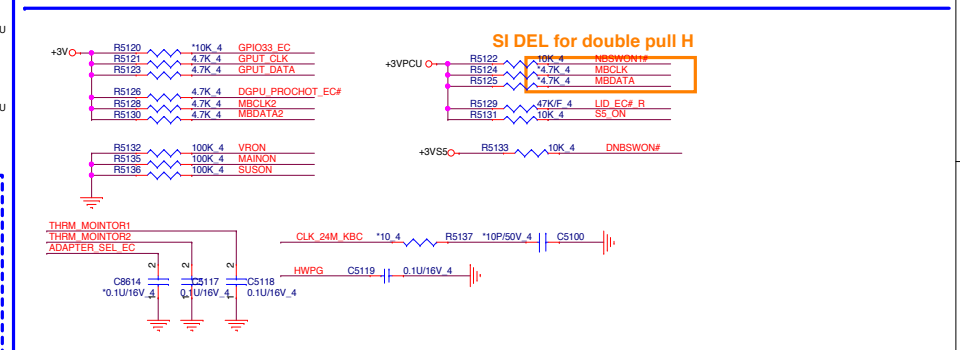 U
U
SI DEL for double pull H
+3V
R5120 *10K_4 GPIO33_EC
R5121 4.7K_4 GPUT_CLK
R5123 4.7K_4 GPUT_DATA
R5126 4.7K_4 DGPU_PROCHOT_EC#
R5128 4.7K_4 MBCLK2
R5130 4.7K_4 MBDATA2
R5132 100K_4 VRON
R5135 100K_4 MAINON
R5136 100K_4 SUSON
+3VPCU
R5122 10K_4 NBSWON1#
R5124 *4.7K_4 MBCLK
R5125 *4.7K_4 MBDATA
R5129 47K/F_4 LID_EC#_R
R5131 10K_4 S5_ON
+3VS5 R5133 10K_4 DNBSWON#
THRM_MOINTOR1
THRM_MOINTOR2
ADAPTER_SEL_EC
2 2 2
C8614 C5117 C5118
*0.1U/16V_4 0.1U/16V_4 0.1U/16V_4
1 1 1
CLK_24M_KBC *10_4 R5137 *10P/50V_4 C5100
HWPG C5119 0.1U/16V_4